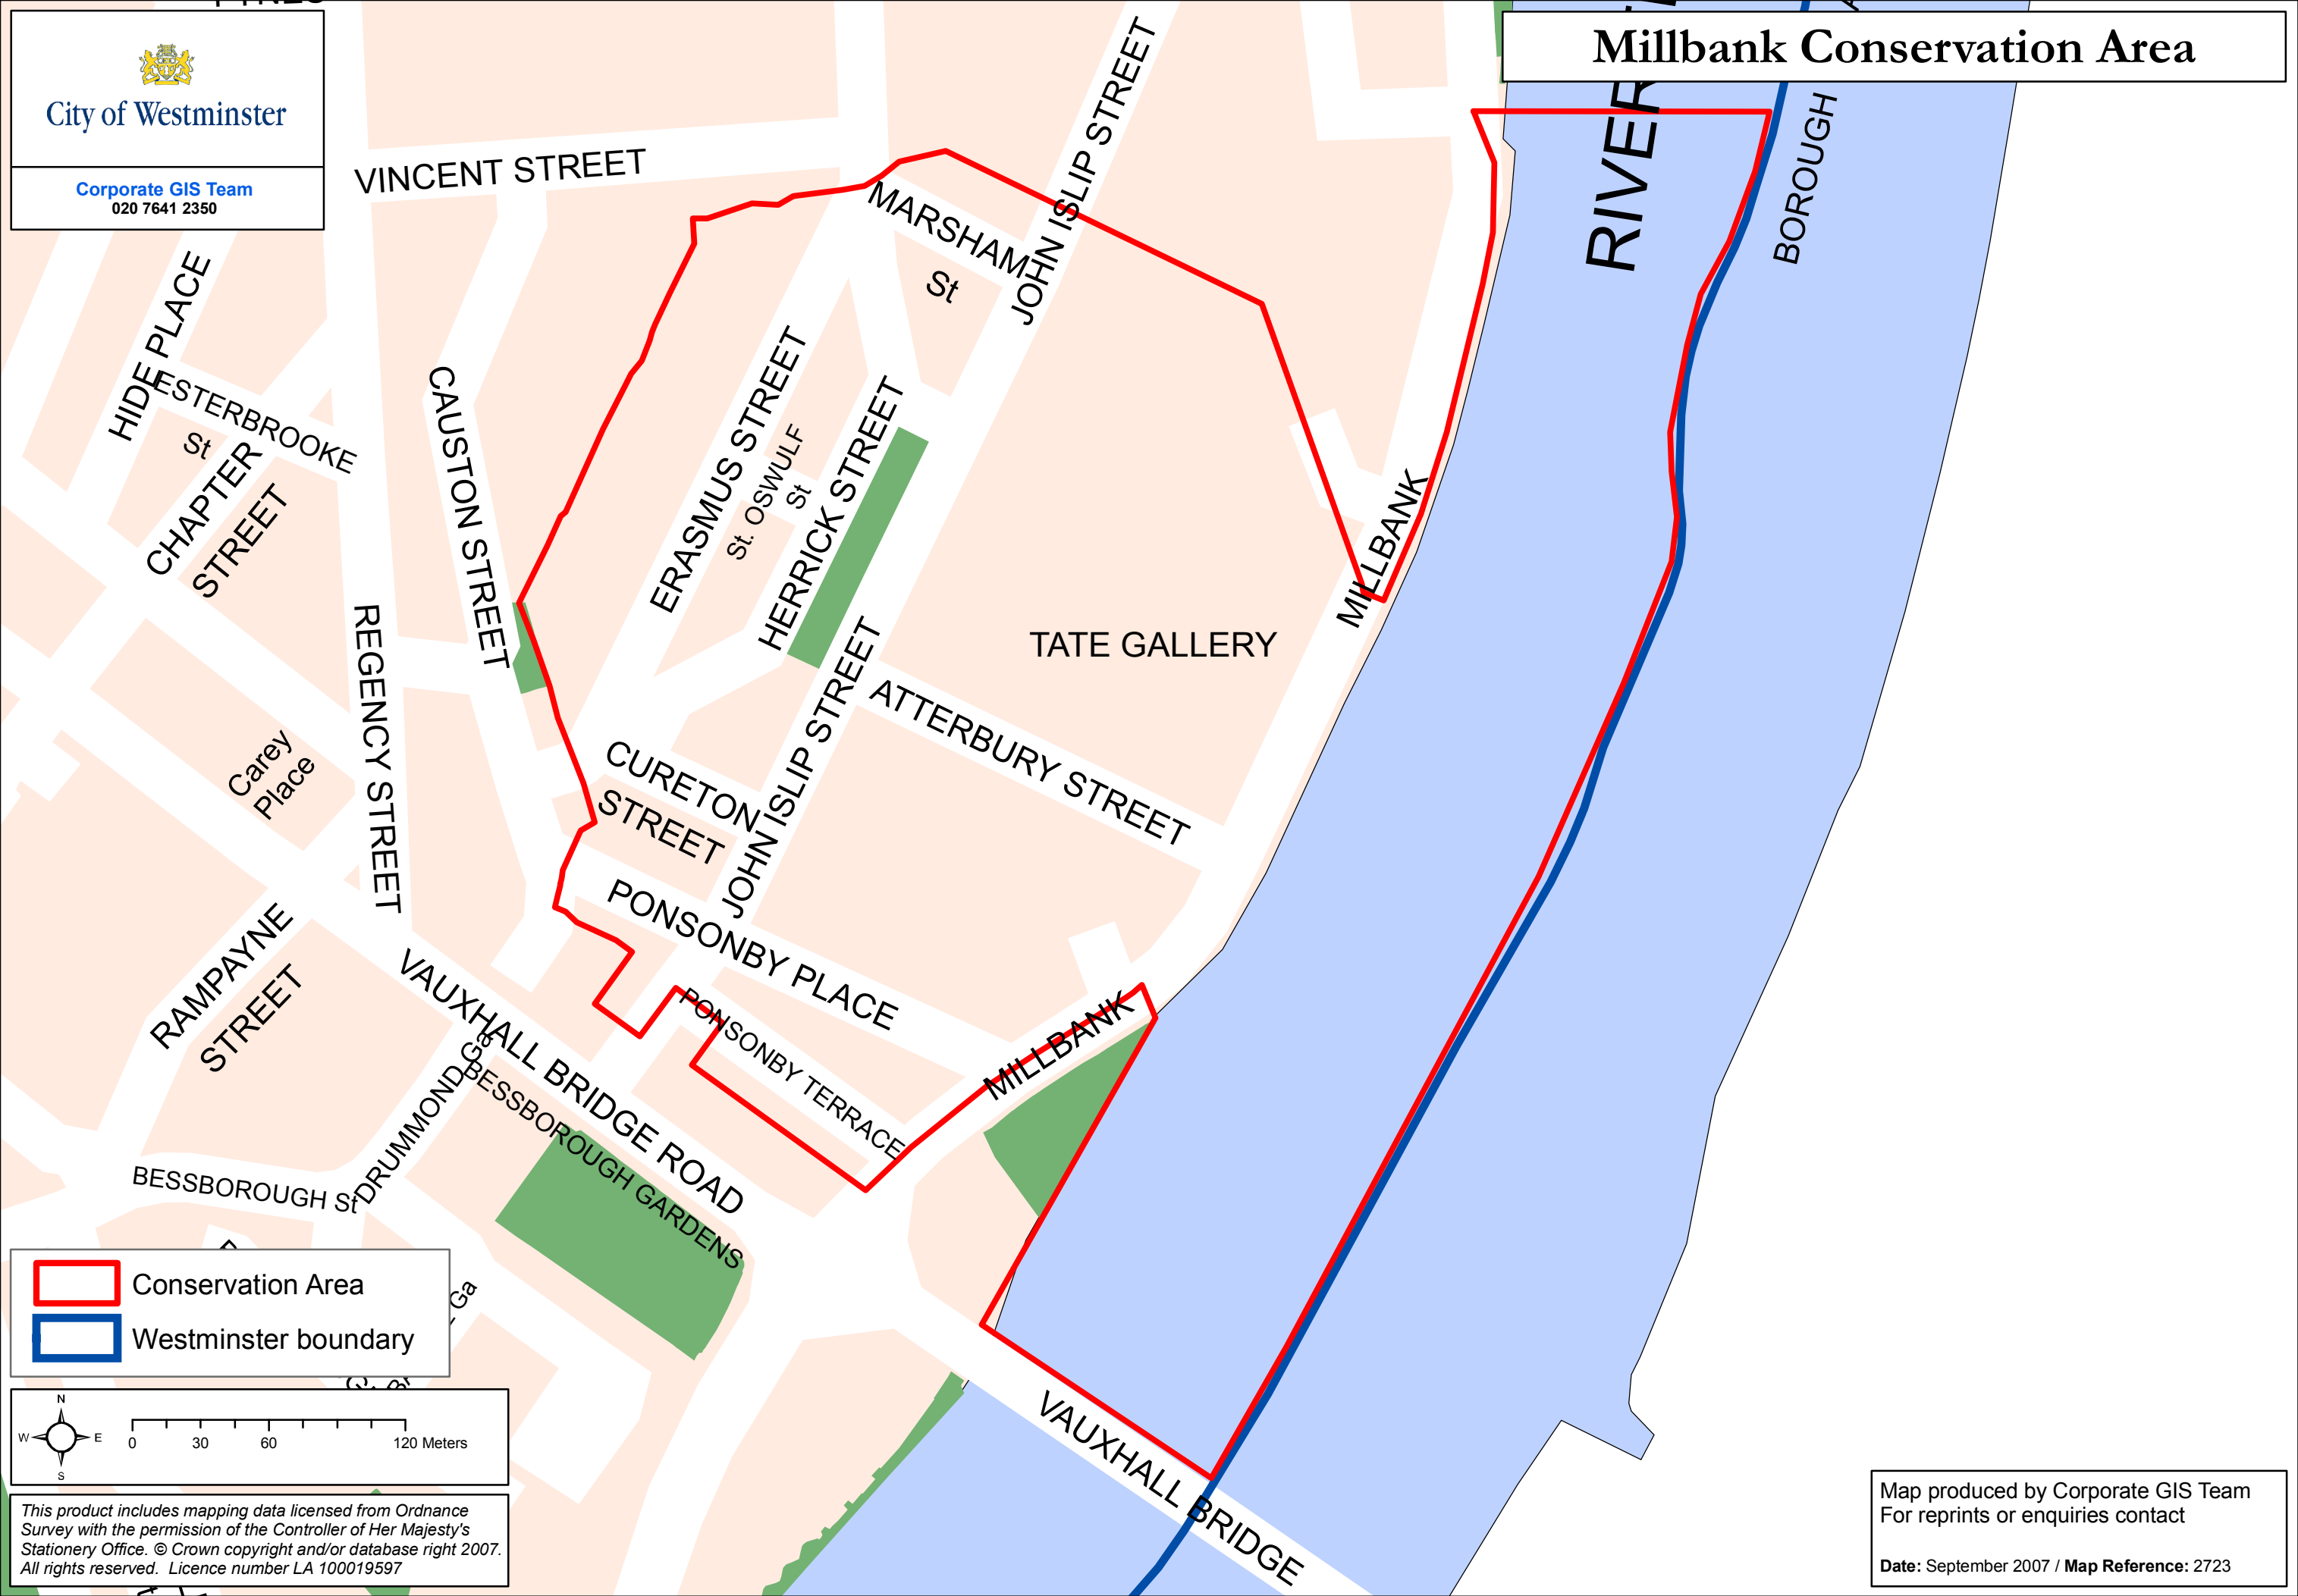 Millbank Conservation Area
City of Westminster
Corporate GIS Team
020 7641 2350
VINCENT STREET
MARSHAM
St
JOHN ISLIP STREET
RIVER
BOROUGH
HIDE PLACE
ESTERBROOKE
St
CHAPTER
STREET
CAUSTON STREET
ERASMUS STREET
St. OSWULF
St
HERRICK STREET
MILLBANK
TATE GALLERY
REGENCY STREET
Carey
Place
CURETON
STREET
JOHN ISLIP STREET
ATTERBURY STREET
PONSONBY PLACE
RAMPAYNE
STREET
VAUXHALL BRIDGE ROAD
PONSONBY TERRACE
MILLBANK
DRUMMOND Ga
BESSBOROUGH GARDENS
BESSBOROUGH St
Ga
VAUXHALL BRIDGE
Conservation Area
Westminster boundary
N
W E
S
0 30 60 120 Meters
This product includes mapping data licensed from Ordnance
Survey with the permission of the Controller of Her Majesty's
Stationery Office. © Crown copyright and/or database right 2007.
All rights reserved. Licence number LA 100019597
Map produced by Corporate GIS Team
For reprints or enquiries contact
Date: September 2007 / Map Reference: 2723